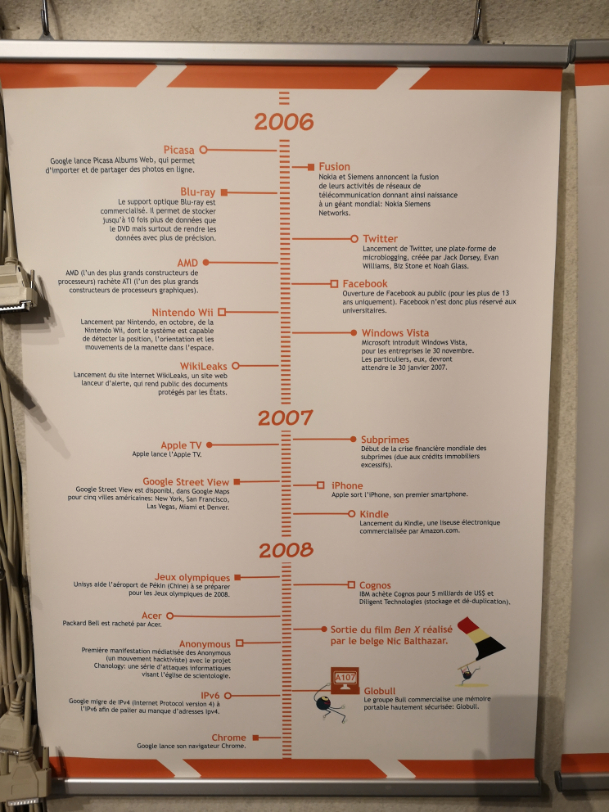 2006
Picasa
Google lance Picasa Albums Web, qui permet
d'importer et de partager des photos en ligne.
Fusion
Nokia et Siemens annoncent la fusion
de leurs activités de réseaux de
télécommunication donnant ainsi naissance
à un géant mondial: Nokia Siemens
Networks.
Blu-ray
Le support optique Blu-ray est
commercialisé. Il permet de stocker
jusqu'à 10 fois plus de données que
le DVD mais surtout de rendre les
données avec plus de précision.
Twitter
Lancement de Twitter, une plate-forme de
microblogging, créée par Jack Dorsey, Evan
Williams, Biz Stone et Noah Glass.
AMD
AMD (l'un des plus grands constructeurs de
processeurs) rachète ATI (l'un des plus grands
constructeurs de processeurs graphiques).
Facebook
Ouverture de Facebook au public (pour les plus de 13
ans uniquement). Facebook n'est donc plus réservé aux
universitaires.
Nintendo Wii
Lancement par Nintendo, en octobre, de la
Nintendo Wii, dont le système est capable
de détecter la position, l'orientation et les
mouvements de la manette dans l'espace.
Windows Vista
Microsoft introduit Windows Vista,
pour les entreprises le 30 novembre.
Les particuliers, eux, devront
attendre le 30 janvier 2007.
WikiLeaks
Lancement du site Internet WikiLeaks, un site web
lanceur d'alerte, qui rend public des documents
protégés par les États.
2007
Apple TV
Apple lance l'Apple TV.
Subprimes
Début de la crise financière mondiale des
subprimes (due aux crédits immobiliers
excessifs).
Google Street View
Google Street View est disponibl, dans Google Maps
pour cinq villes américaines: New York, San Francisco,
Las Vegas, Miami et Denver.
iPhone
Apple sort l'iPhone, son premier smartphone.
Kindle
Lancement du Kindle, une liseuse électronique
commercialisée par Amazon.com.
2008
Jeux olympiques
Unisys aide l'aéroport de Pékin (Chine) à se préparer
pour les Jeux olympiques de 2008.
Cognos
IBM achète Cognos pour 5 milliards de US$ et
Diligent Technologies (stockage et dé-duplication).
Acer
Packard Bell est racheté par Acer.
Sortie du film Ben X réalisé
par le belge Nic Balthazar.
Anonymous
Première manifestation médiatisée des Anonymous
(un mouvement hacktiviste) avec le projet
Chanology: une série d'attaques informatiques
visant l'église de scientologie.
A107
Globull
Le groupe Bull commercialise une mémoire
portable hautement sécurisée: Globull.
IPv6
Google migre de IPv4 (Internet Protocol version 4) à
l'IPv6 afin de palier au manque d'adresses Ipv4.
Chrome
Google lance son navigateur Chrome.